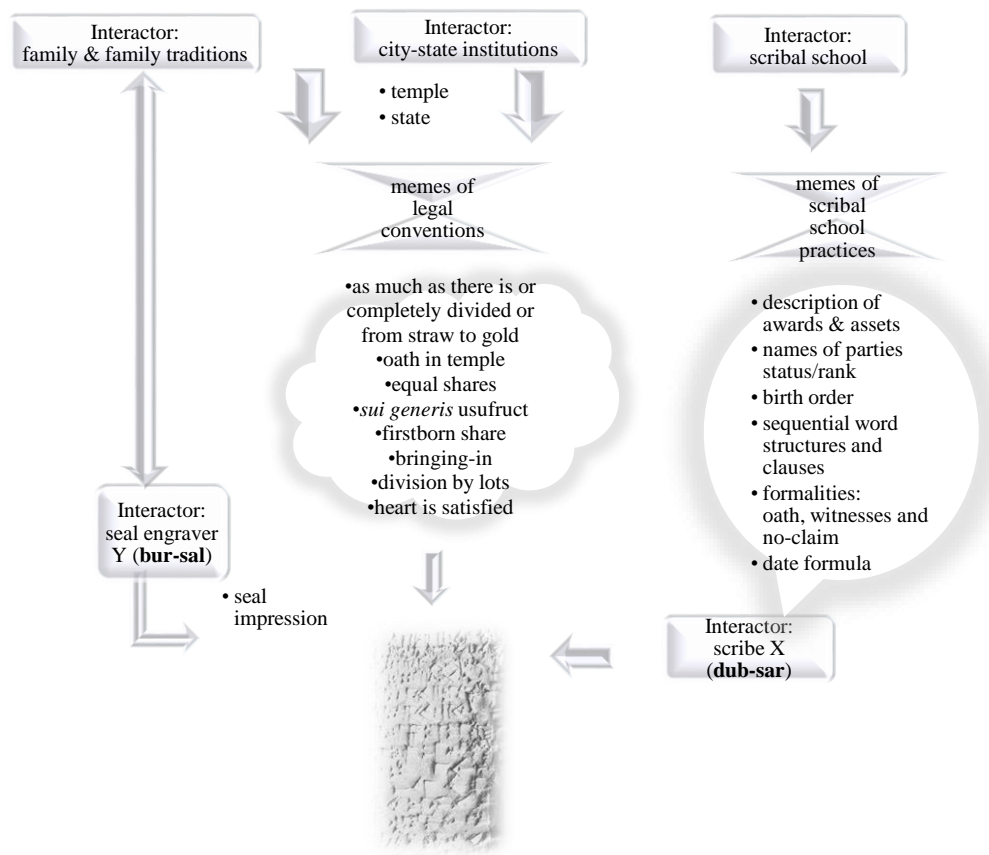 Interactor:
family & family traditions
Interactor:
city-state institutions
Interactor:
scribal school
• temple
• state
memes of
legal
conventions
memes of
scribal
school
practices
•as much as there is or
completely divided or
from straw to gold
•oath in temple
•equal shares
•sui generis usufruct
•firstborn share
•bringing-in
•division by lots
•heart is satisfied
• description of
awards & assets
• names of parties
status/rank
• birth order
• sequential word
structures and
clauses
• formalities:
oath, witnesses and
no-claim
• date formula
Interactor:
seal engraver
Y (bur-sal)
• seal
impression
Interactor:
scribe X
(dub-sar)